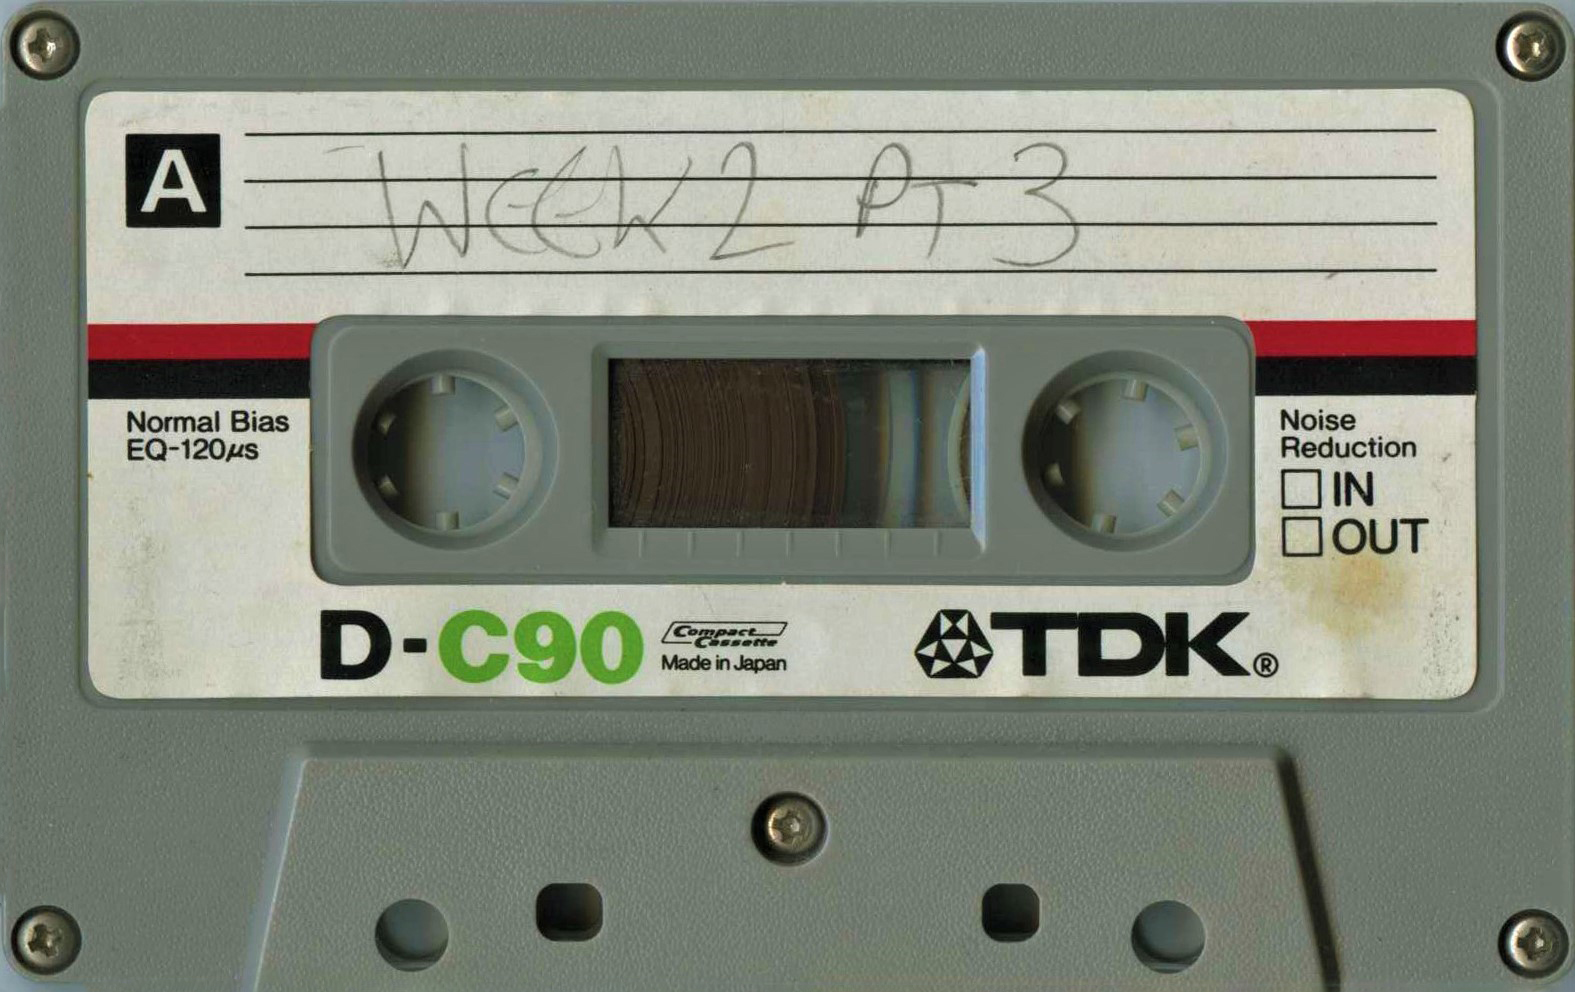 A
WEEK 2 PT 3
Normal Bias
EQ-120µs
Noise
Reduction
IN
OUT
D-C90
Compact
Cassette
Made in Japan
TDK®